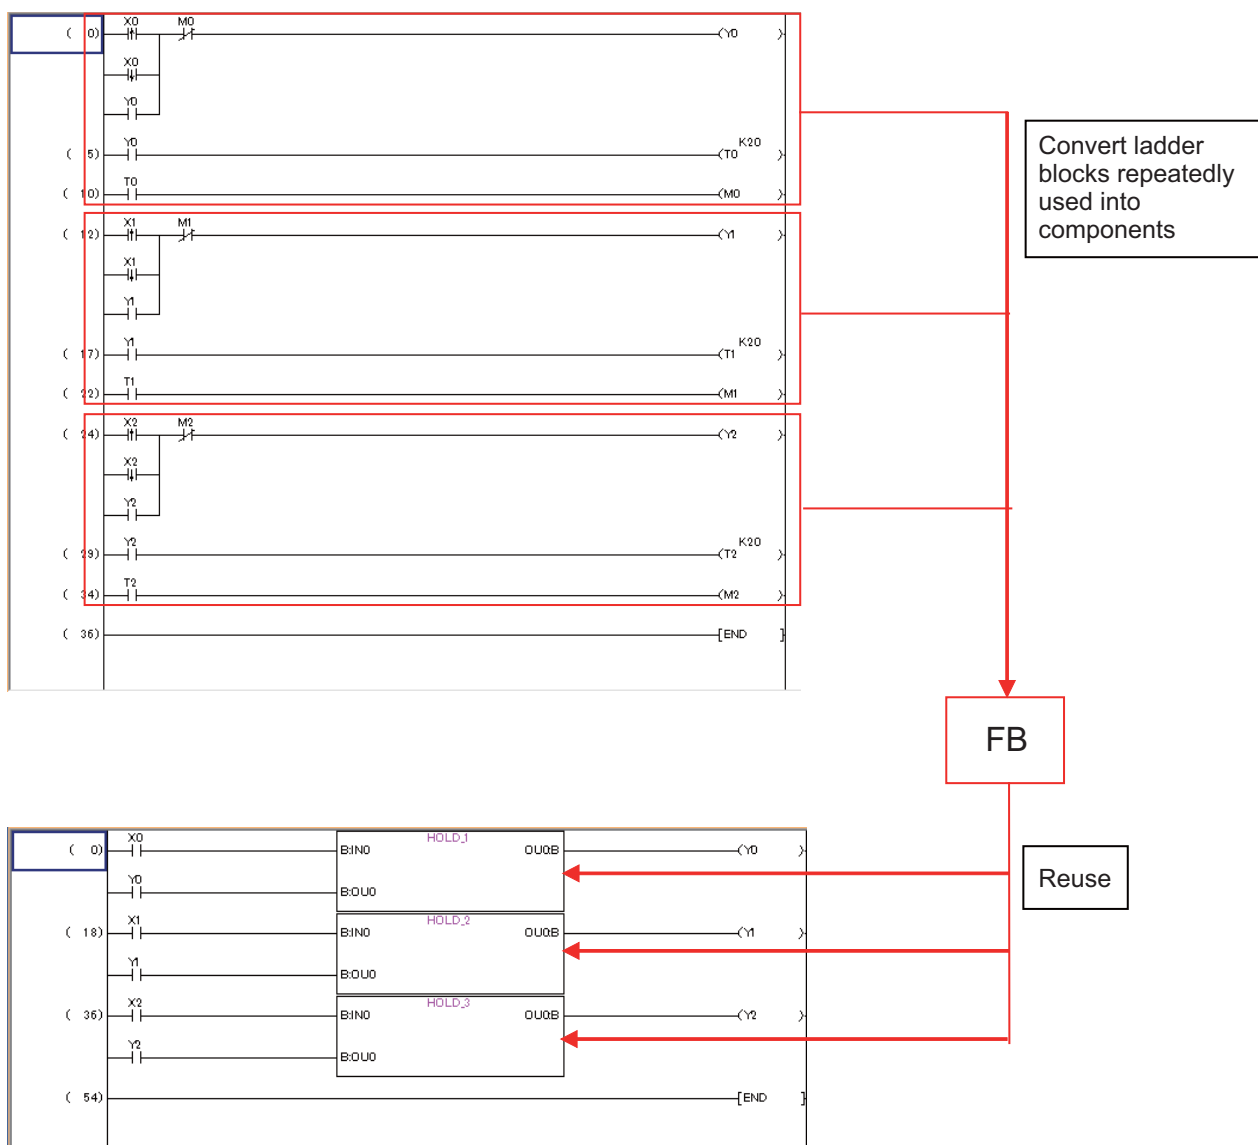 X0 M0
( 0) (Y0 )
X0
Y0
Y0 K20
( 5) (T0 )
T0
( 10) (M0 )
X1 M1
( 12) (Y1 )
X1
Y1
Y1 K20
( 17) (T1 )
T1
( 22) (M1 )
X2 M2
( 24) (Y2 )
X2
Y2
Y2 K20
( 29) (T2 )
T2
( 34) (M2 )
( 36) [END ]
Convert ladder
blocks repeatedly
used into
components
FB
X0 HOLD_1
( 0) B:IN0 OU0:B (Y0 )
Y0
B:OU0
X1 HOLD_2
( 18) B:IN0 OU0:B (Y1 )
Y1
B:OU0
X2 HOLD_3
( 36) B:IN0 OU0:B (Y2 )
Y2
B:OU0
( 54) [END ]
Reuse